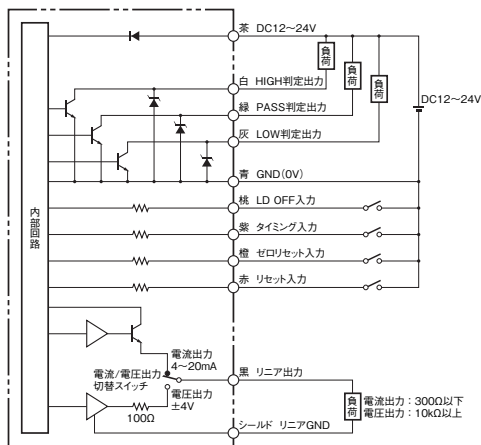 茶 DC12～24V
負荷
負荷
負荷
白 HIGH判定出力
DC12～24V
緑 PASS判定出力
灰 LOW判定出力
青 GND(0V)
内部回路
桃 LD OFF入力
紫 タイミング入力
橙 ゼロリセット入力
赤 リセット入力
電流出力
4～20mA
電流/電圧出力
切替スイッチ
黒 リニア出力
電圧出力
±4V
100Ω
負荷
電流出力：300Ω以下
電圧出力：10kΩ以上
シールド リニアGND